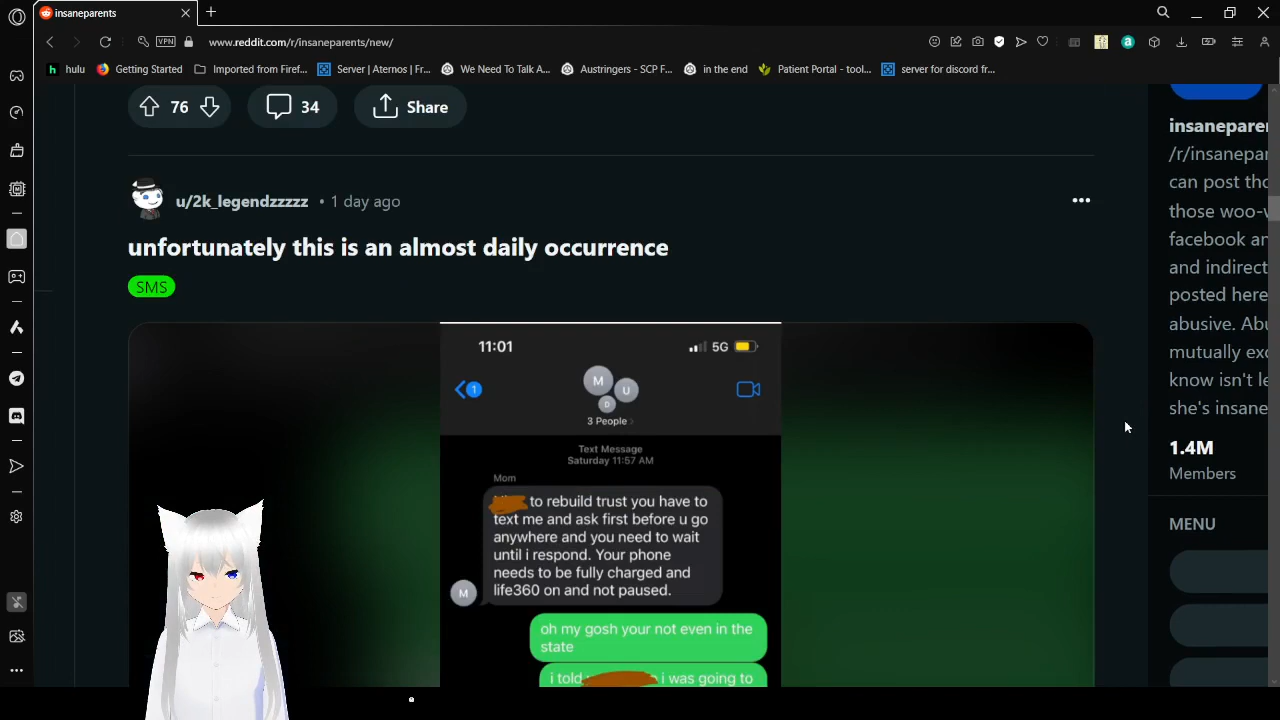 insaneparents
www.reddit.com/r/insaneparents/new/
VPN
hulu
Getting Started
Imported from Firef...
Server | Aternos | Fr...
We Need To Talk A...
Austringers - SCP F...
in the end
Patient Portal - tool...
server for discord fr...
76
34
Share
u/2k_legendzzzzz • 1 day ago
unfortunately this is an almost daily occurrence
SMS
11:01
5G
1
M
U
D
3 People
Text Message
Saturday 11:57 AM
Mom
to rebuild trust you have to
text me and ask first before u go
anywhere and you need to wait
until i respond. Your phone
needs to be fully charged and
life360 on and not paused.
M
oh my gosh your not even in the
state
i told
i was going to
insanepare
/r/insanepar
can post tho
those woo-v
facebook an
and indirect
posted here
abusive. Abu
mutually exc
know isn't le
she's insane
1.4M
Members
MENU